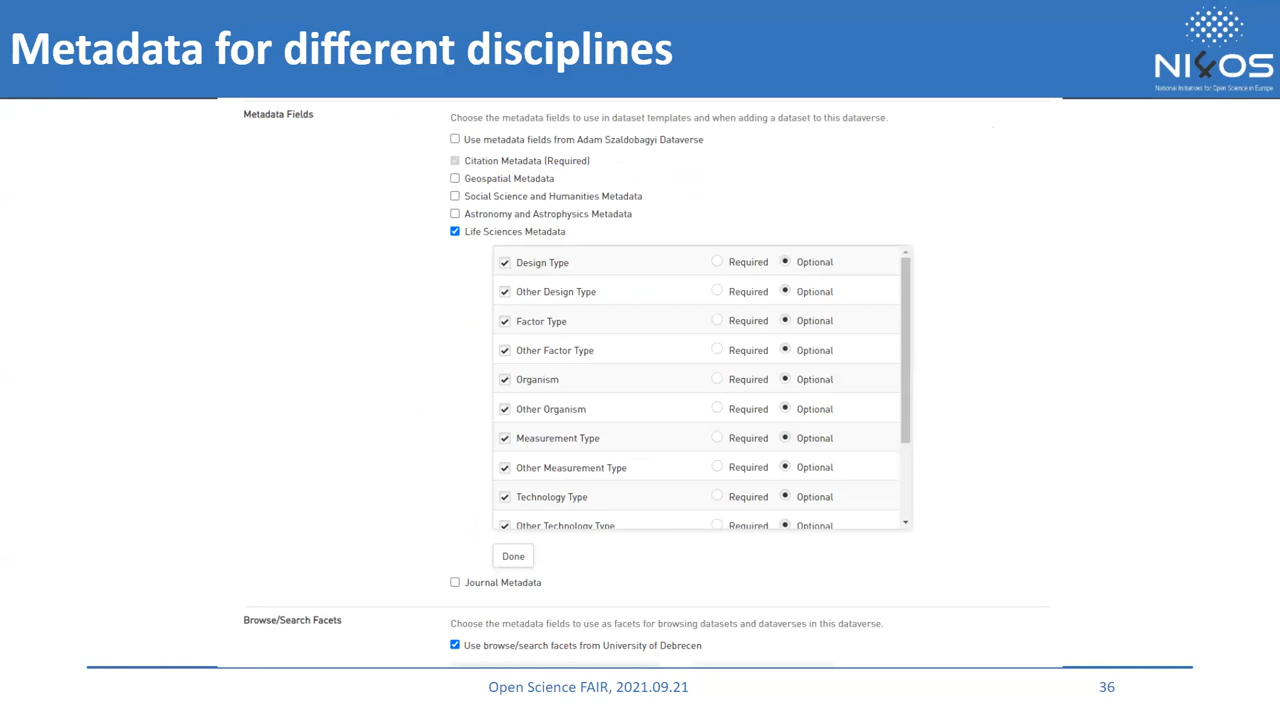 Metadata for different disciplines
NI4OS
National Initiatives for Open Science in Europe
Metadata Fields
Choose the metadata fields to use in dataset templates and when adding a dataset to this dataverse.
Use metadata fields from Adam Szaldobagyi Dataverse
Citation Metadata (Required)
Geospatial Metadata
Social Science and Humanities Metadata
Astronomy and Astrophysics Metadata
Life Sciences Metadata
Design Type Required Optional
Other Design Type Required Optional
Factor Type Required Optional
Other Factor Type Required Optional
Organism Required Optional
Other Organism Required Optional
Measurement Type Required Optional
Other Measurement Type Required Optional
Technology Type Required Optional
Other Technology Type Required Optional
Done
Journal Metadata
Browse/Search Facets
Choose the metadata fields to use as facets for browsing datasets and dataverses in this dataverse.
Use browse/search facets from University of Debrecen
Open Science FAIR, 2021.09.21
36